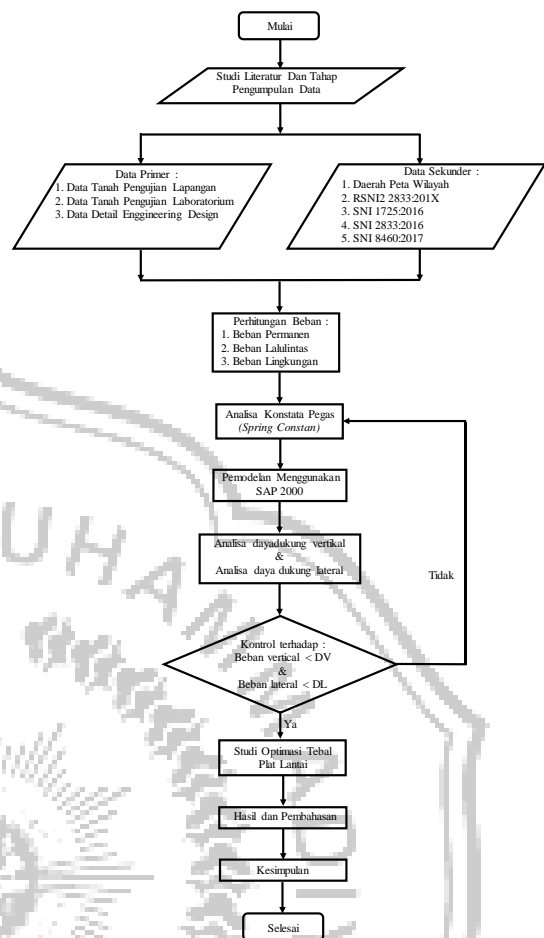 Mulai
Studi Literatur Dan Tahap
Pengumpulan Data
Data Primer :
1. Data Tanah Pengujian Lapangan
2. Data Tanah Pengujian Laboratorium
3. Data Detail Enggineering Design
Data Sekunder :
1. Daerah Peta Wilayah
2. RSNI2 2833:201X
3. SNI 1725:2016
4. SNI 2833:2016
5. SNI 8460:2017
Perhitungan Beban :
1. Beban Permanen
2. Beban Lalulintas
3. Beban Lingkungan
Analisa Konstata Pegas
(Spring Constan)
Pemodelan Menggunakan
SAP 2000
Analisa dayadukung vertikal
&
Analisa daya dukung lateral
Tidak
Kontrol terhadap :
Beban vertical < DV
&
Beban lateral < DL
Ya
Studi Optimasi Tebal
Plat Lantai
Hasil dan Pembahasan
Kesimpulan
Selesai
UHAM